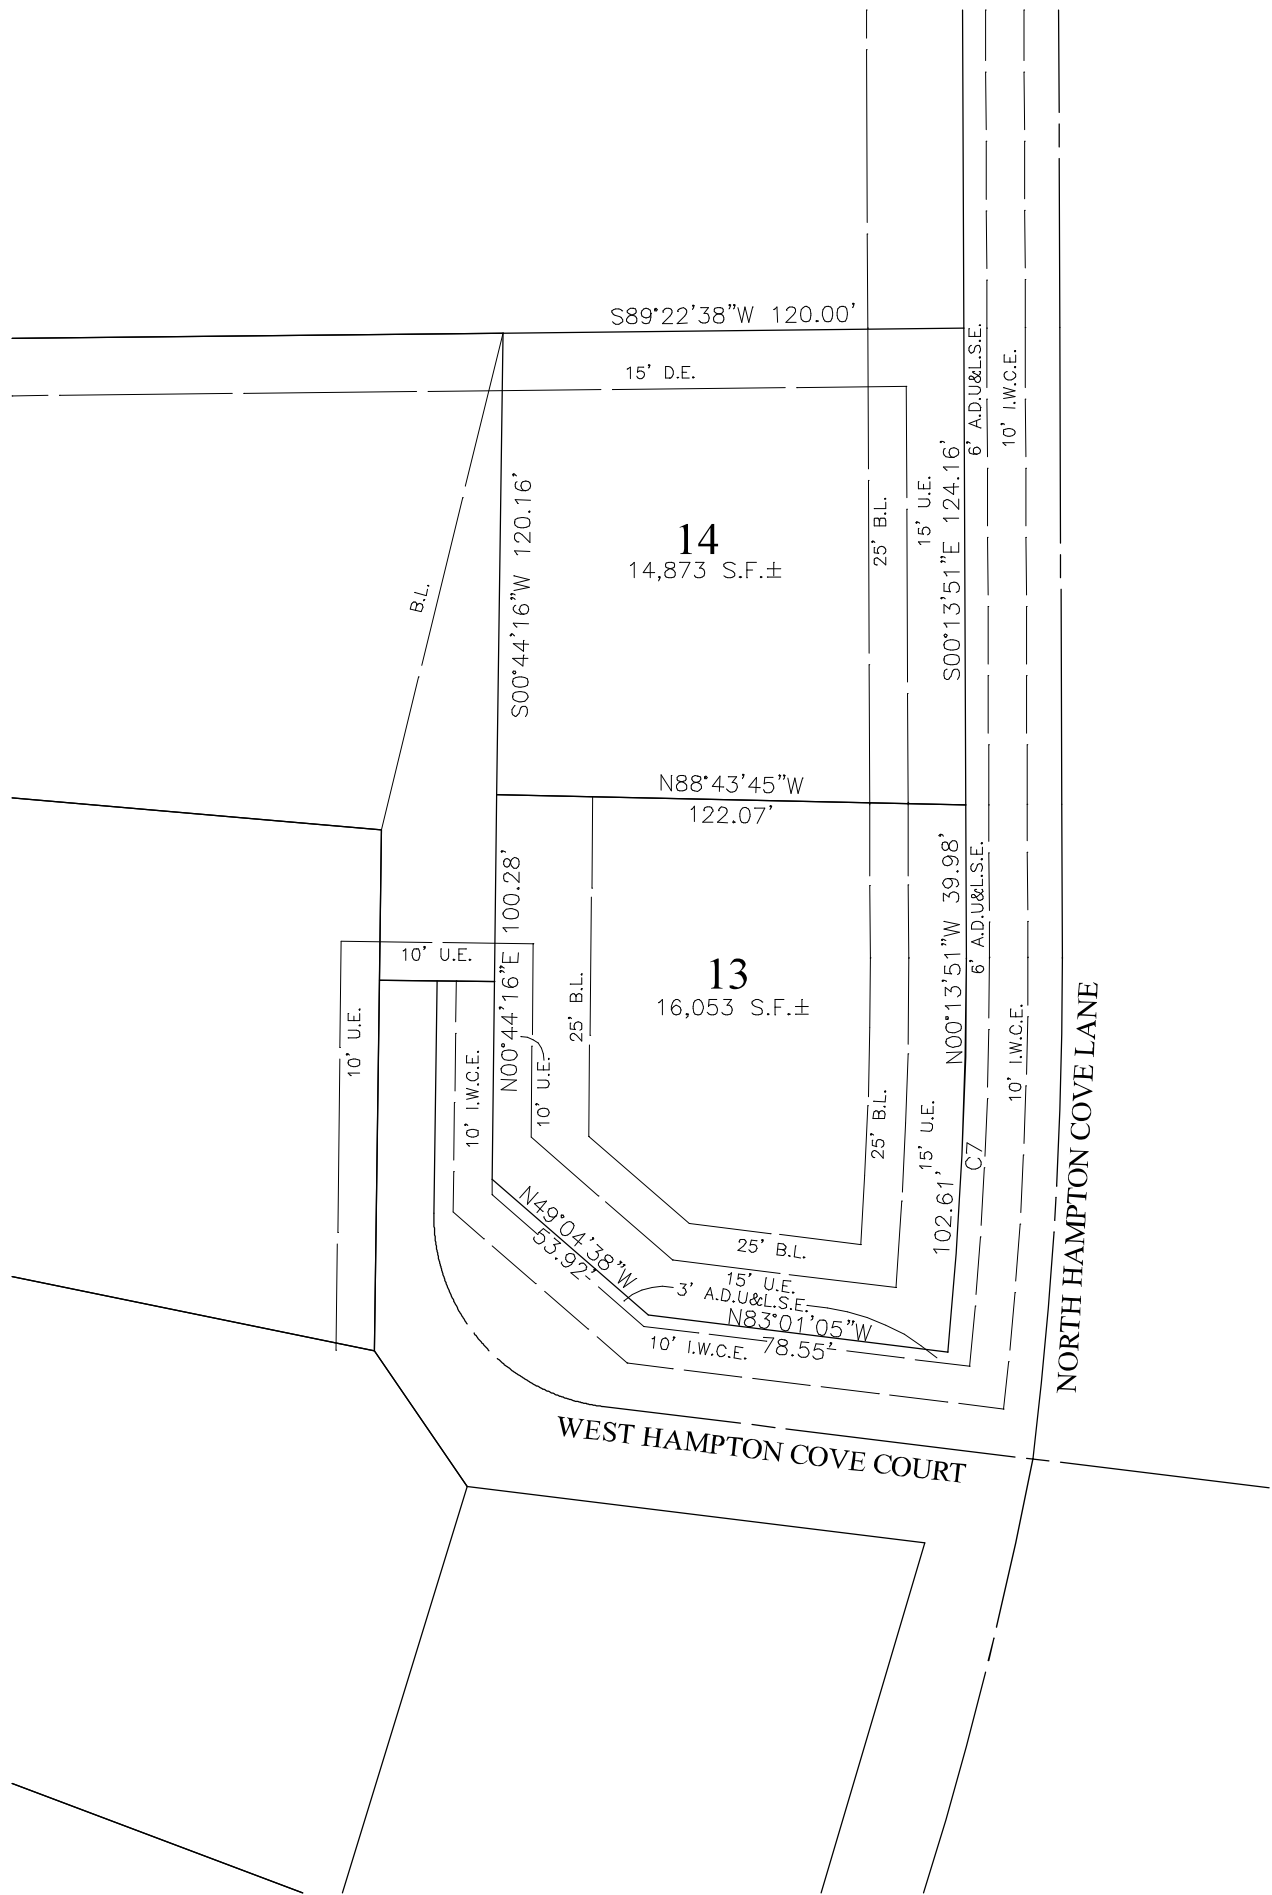 S89°22'38"W 120.00'
15' D.E.
6' A.D.U&L.S.E.
10' I.W.C.E.
S00°44'16"W 120.16'
14
14,873 S.F.±
25' B.L.
15' U.E.
S00°13'51"E 124.16'
B.L.
N88°43'45"W
122.07'
N00°44'16"E 100.28'
10' U.E.
10' U.E.
25' B.L.
13
16,053 S.F.±
N00°13'51"W 39.98'
6' A.D.U&L.S.E.
10' I.W.C.E.
NORTH HAMPTON COVE LANE
10' I.W.C.E.
10' U.E.
25' B.L.
15' U.E.
C7
102.61'
N49°04'38"W
53.92'
25' B.L.
15' U.E.
3' A.D.U&L.S.E.
N83°01'05"W
78.55'
10' I.W.C.E.
WEST HAMPTON COVE COURT